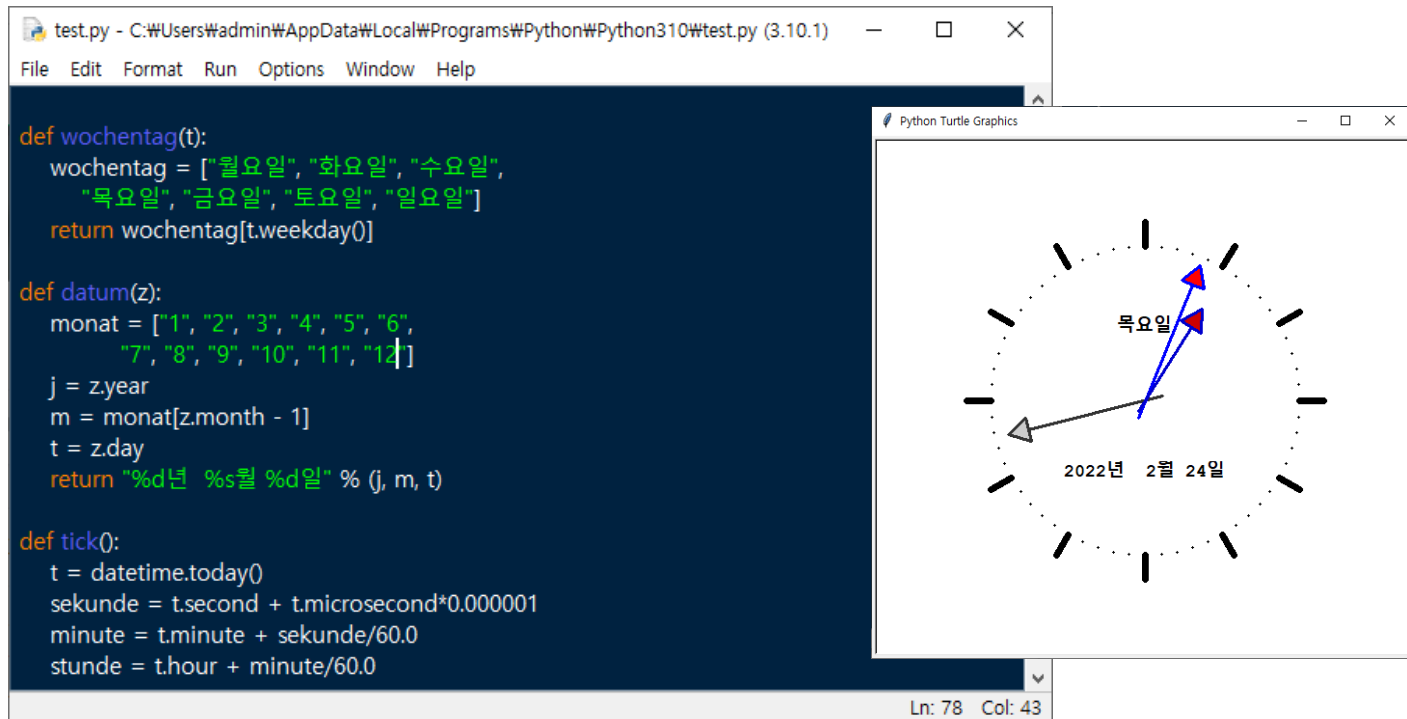 test.py - C:₩Users₩admin₩AppData₩Local₩Programs₩Python₩Python310₩test.py (3.10.1)
File Edit Format Run Options Window Help
def wochentag(t):
    wochentag = ["월요일", "화요일", "수요일",
        "목요일", "금요일", "토요일", "일요일"]
    return wochentag[t.weekday()]
def datum(z):
    monat = ["1", "2", "3", "4", "5", "6",
             "7", "8", "9", "10", "11", "12"]
    j = z.year
    m = monat[z.month - 1]
    t = z.day
    return "%d년  %s월 %d일" % (j, m, t)
def tick():
    t = datetime.today()
    sekunde = t.second + t.microsecond*0.000001
    minute = t.minute + sekunde/60.0
    stunde = t.hour + minute/60.0
Ln: 78 Col: 43
Python Turtle Graphics
목요일
2022년  2월 24일